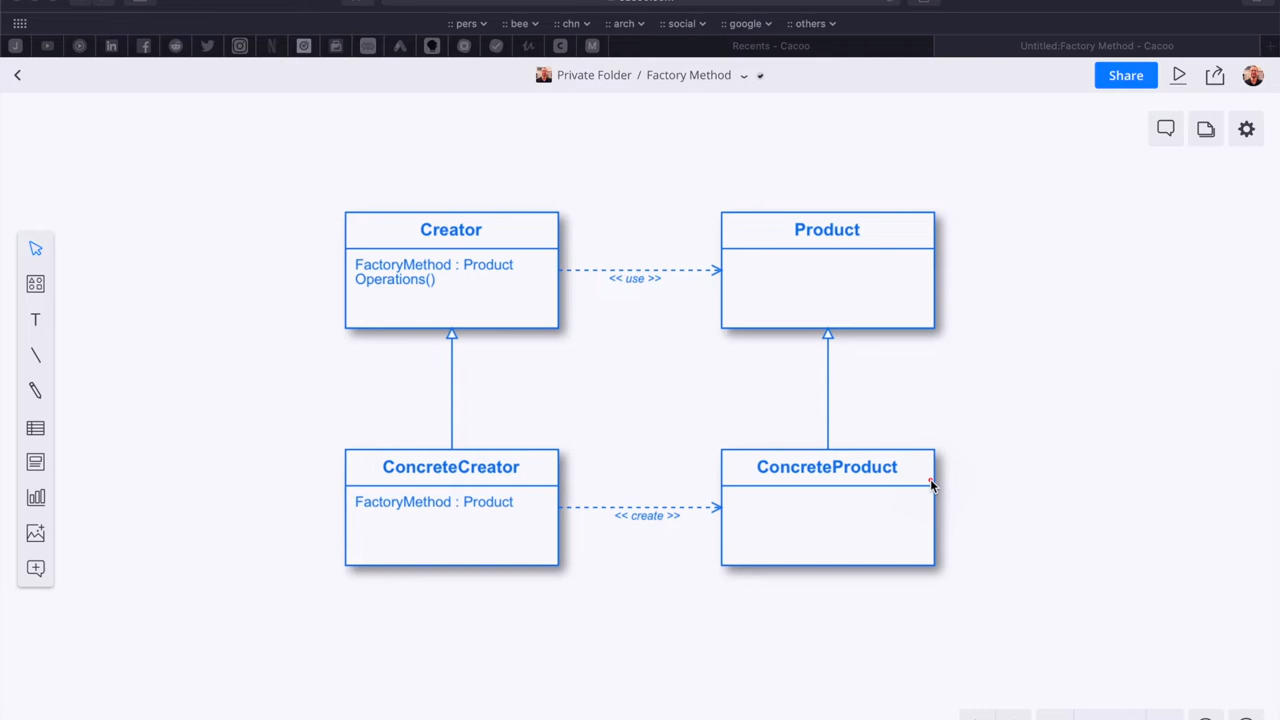 :: pers :: bee :: chn :: arch :: social :: google :: others
Recents - Cacoo
Untitled:Factory Method - Cacoo
Private Folder / Factory Method
Share
Creator
FactoryMethod : Product
Operations()
<< use >>
Product
ConcreteCreator
FactoryMethod : Product
<< create >>
ConcreteProduct